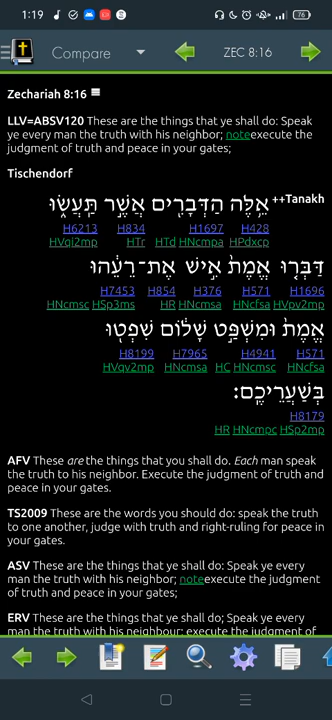 1:19
76
Compare
ZEC 8:16
Zechariah 8:16
LLV=ABSV120 These are the things that ye shall do: Speak
ye every man the truth with his neighbor; noteexecute the
judgment of truth and peace in your gates;
Tischendorf
++Tanakh אֵ֥לֶּה הַדְּבָרִ֖ים אֲשֶׁ֣ר תַּֽעֲשׂ֑וּ
H6213 H834 H1697 H428
HVqi2mp HTr HTd HNcmpa HPdxcp
דַּבְּר֤וּ אֱמֶת֙ אִ֣ישׁ אֶת־רֵעֵ֔הוּ
H7453 H854 H376 H571 H1696
HNcmsc HSp3ms HR HNcmsa HNcfsa HVpv2mp
אֱמֶת֙ וּמִשְׁפַּ֣ט שָׁל֔וֹם שִׁפְט֖וּ
H8199 H7965 H4941 H571
HVqv2mp HNcmsa HC HNcmsc HNcfsa
בְּשַׁעֲרֵיכֶֽם׃
H8179
HR HNcmpc HSp2mp
AFV These are the things that you shall do. Each man speak
the truth to his neighbor. Execute the judgment of truth and
peace in your gates.
TS2009 These are the words you should do: speak the truth
to one another, judge with truth and right-ruling for peace in
your gates.
ASV These are the things that ye shall do: Speak ye every
man the truth with his neighbor; noteexecute the judgment
of truth and peace in your gates;
ERV These are the things that ye shall do; Speak ye every
man the truth with his neighbour: execute the judgment of